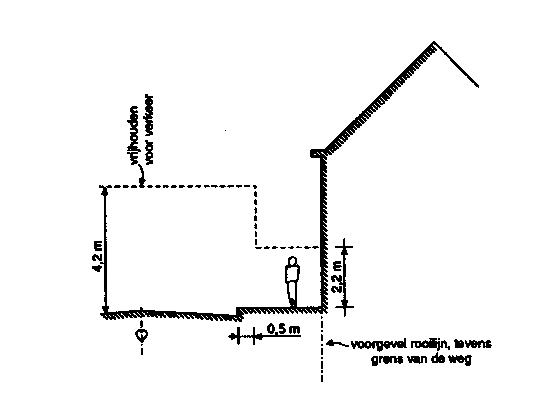 vrijhouden
voor verkeer
4,2 m
2,2 m
0,5 m
voorgevel rooilijn, tevens
grens van de weg